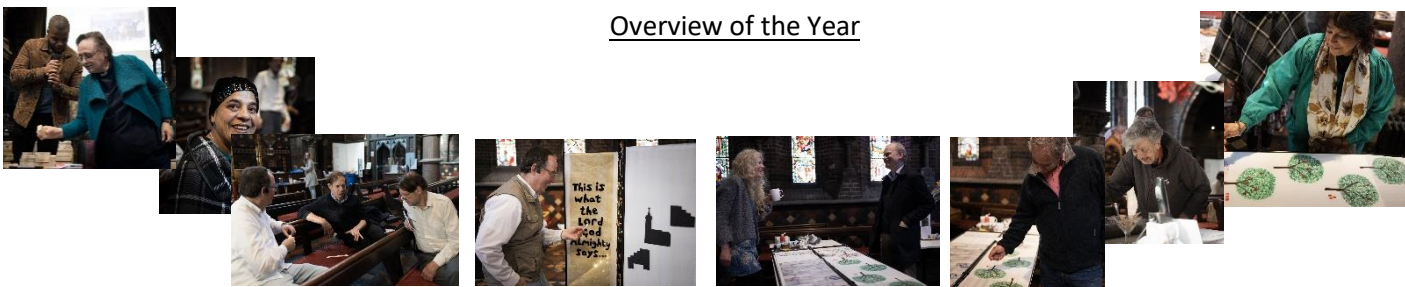 Overview of the Year
This is
what
the
Lord
God
Almighty
says...